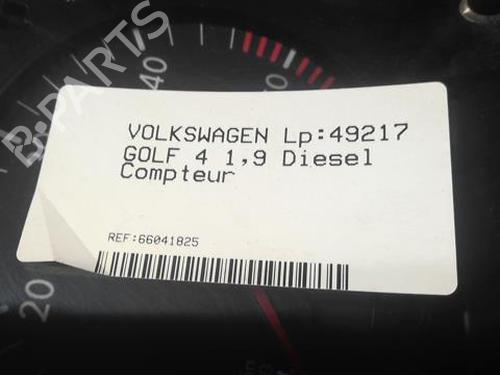 B-PARTS
40
VOLKSWAGEN Lp:49217
GOLF 4 1,9 Diesel
Compteur
REF:66041825
20